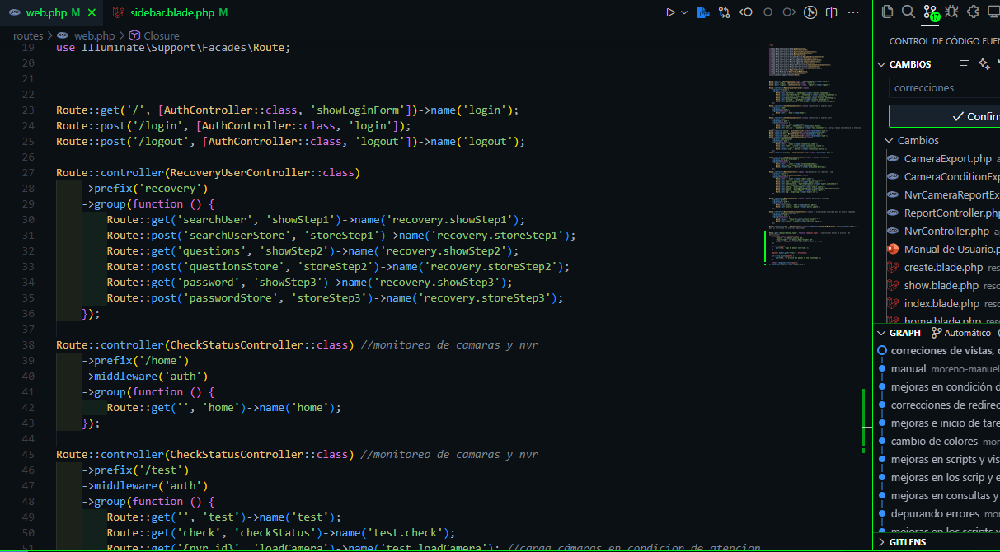 web.php M
sidebar.blade.php M
routes > web.php > Closure
19 use Illuminate\Support\Facades\Route;
20
21
22
23 Route::get('/', [AuthController::class, 'showLoginForm'])->name('login');
24 Route::post('/login', [AuthController::class, 'login']);
25 Route::post('/logout', [AuthController::class, 'logout'])->name('logout');
26
27 Route::controller(RecoveryUserController::class)
28 ->prefix('recovery')
29 ->group(function () {
30 Route::get('searchUser', 'showStep1')->name('recovery.showStep1');
31 Route::post('searchUserStore', 'storeStep1')->name('recovery.storeStep1');
32 Route::get('questions', 'showStep2')->name('recovery.showStep2');
33 Route::post('questionsStore', 'storeStep2')->name('recovery.storeStep2');
34 Route::get('password', 'showStep3')->name('recovery.showStep3');
35 Route::post('passwordStore', 'storeStep3')->name('recovery.storeStep3');
36 });
37
38 Route::controller(CheckStatusController::class) //monitoreo de camaras y nvr
39 ->prefix('/home')
40 ->middleware('auth')
41 ->group(function () {
42 Route::get('', 'home')->name('home');
43 });
44
45 Route::controller(CheckStatusController::class) //monitoreo de camaras y nvr
46 ->prefix('/test')
47 ->middleware('auth')
48 ->group(function () {
49 Route::get('', 'test')->name('test');
50 Route::get('check', 'checkStatus')->name('test.check');
51 Route::get('{nvr_id}', 'loadCamera')->name('test.loadCamera'); //carga cámaras en condicion de atencion
17
CONTROL DE CÓDIGO FUEN
CAMBIOS
correcciones
Confirm
Cambios
CameraExport.php a
CameraConditionExp
NvrCameraReportEx
ReportController.php
NvrController.php a
Manual de Usuario.p
create.blade.php reso
show.blade.php reso
index.blade.php reso
home.blade.php reso
GRAPH Automático
correciones de vistas, c
manual moreno-manuel
mejoras en condición d
correcciones de redirec
mejoras e inicio de tare
cambio de colores mor
mejoras en scripts y vis
mejoras en los scrip y e
mejoras en consultas y
depurando errores mor
mejoras en los scripts y
GITLENS